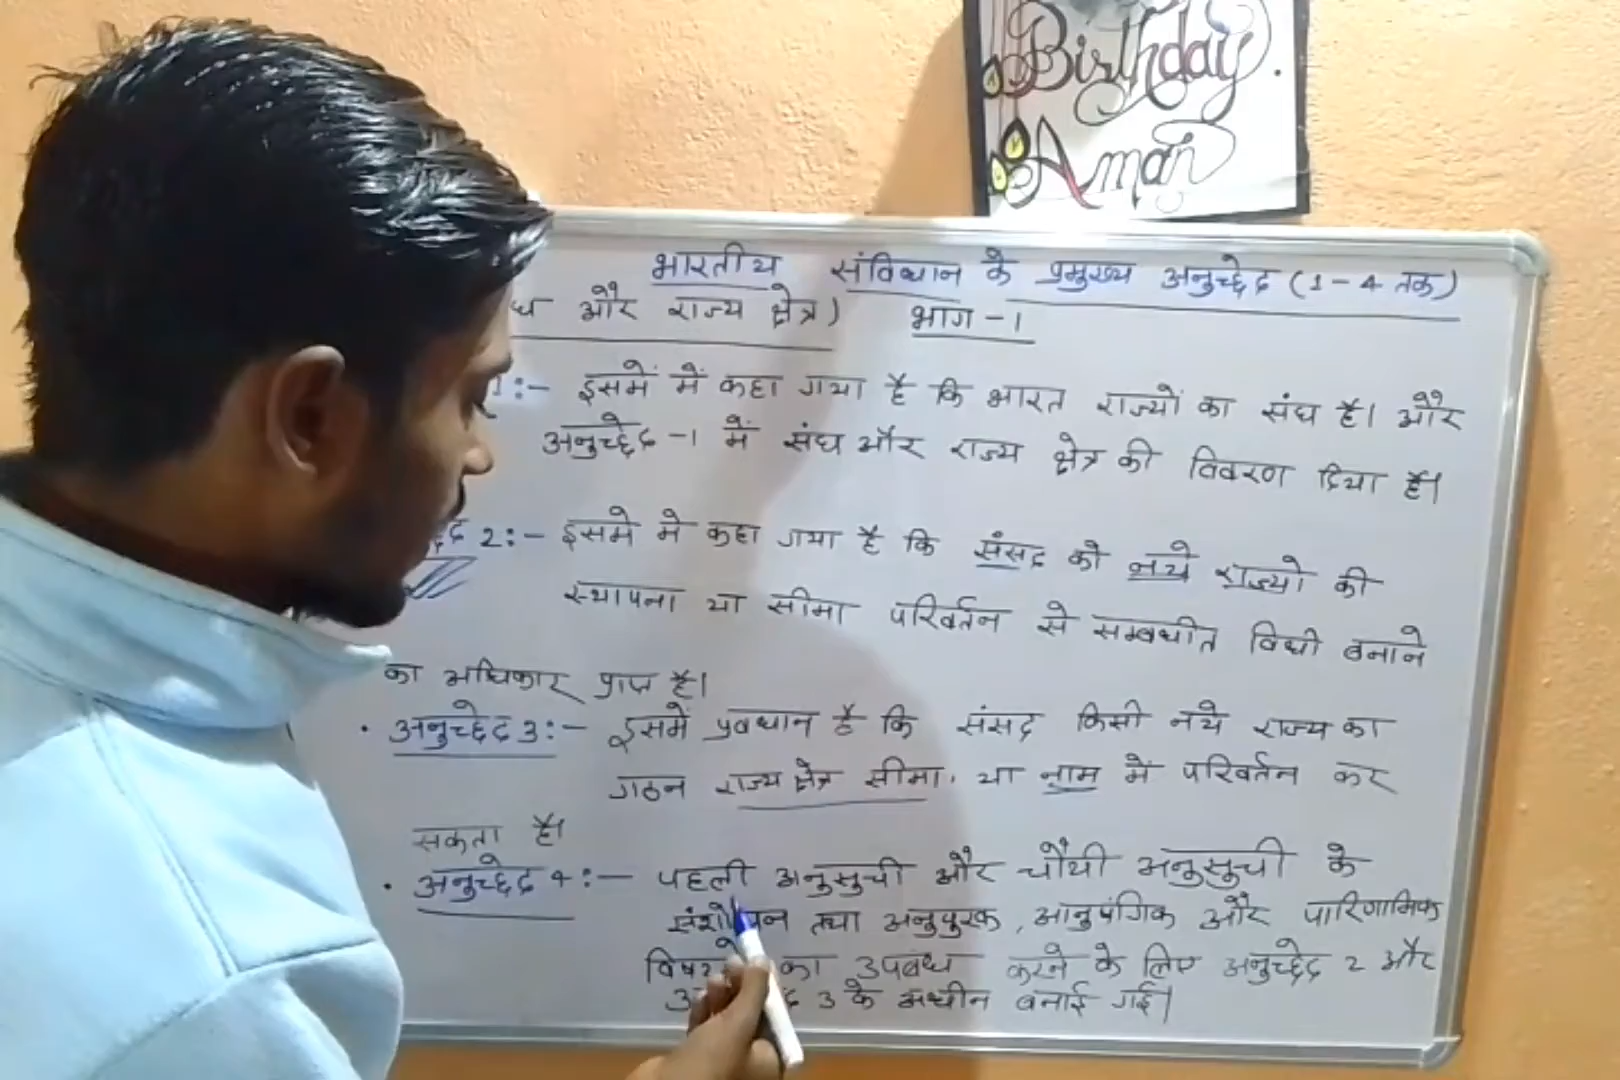 Birthday
Aman
भारतीय संविधान के प्रमुख अनुच्छेद (1-4 तक)
और राज्य क्षेत्र) भाग-1
1:- इसमें में कहा गया है कि भारत राज्यों का संघ है। और
अनुच्छेद-1 में संघ और राज्य क्षेत्र की विवरण दिया है।
2:- इसमे मे कहा गया है कि संसद को नये राज्यो की
स्थापना या सीमा परिवर्तन से सम्बधीत विधी बनाने
का अधिकार प्राप्त है।
• अनुच्छेद 3:- इसमें प्रवधान है कि संसद किसी नये राज्य का
गठन राज्य क्षेत्र सीमा, या नाम में परिवर्तन कर
सकता है।
• अनुच्छेद 4:- पहली अनुसुची और चौथी अनुसुची के
तथा अनुपुरक, आनुषंगिक और पारिणामिक
का उपबंध करने के लिए अनुच्छेद 2 और
3 के अधीन बनाई गई।